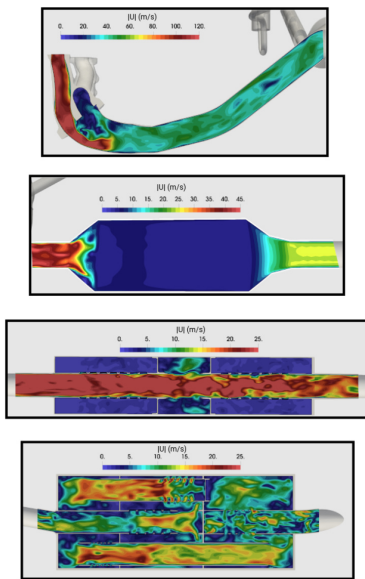 |U| (m/s)
0. 20. 40. 60. 80. 100. 120.
|U| (m/s)
0. 5. 10. 15. 20. 25. 30. 35. 40. 45.
|U| (m/s)
0. 5. 10. 15. 20. 25.
|U| (m/s)
0. 5. 10. 15. 20. 25.